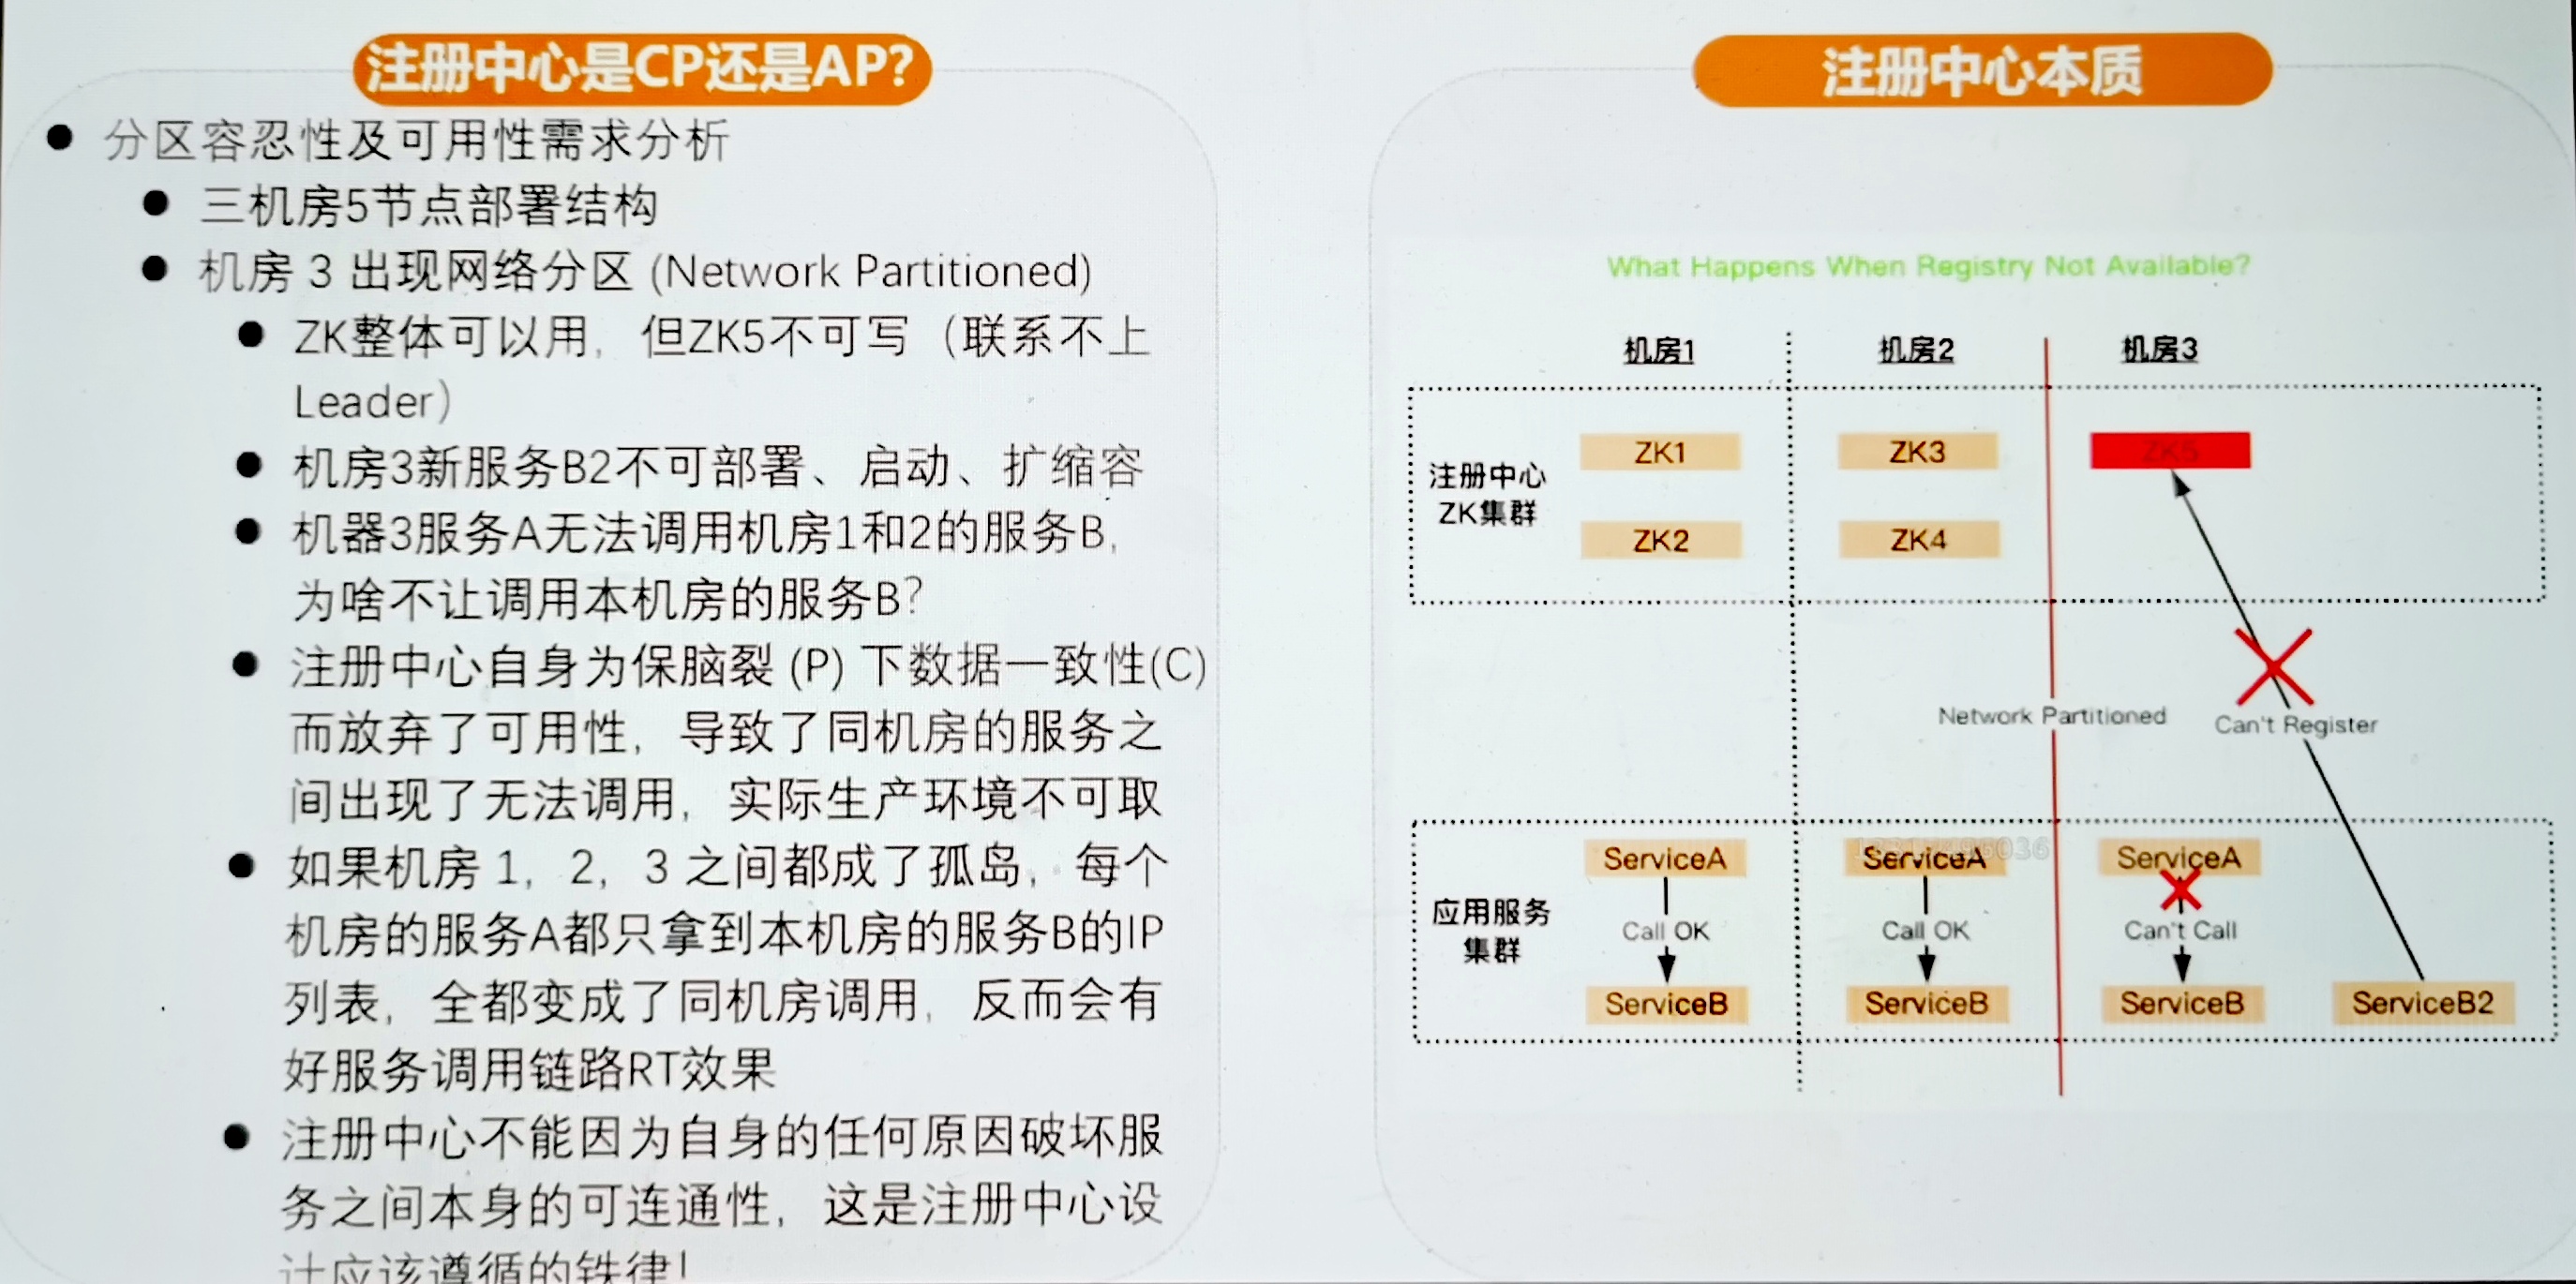 注册中心是CP还是AP?
分区容忍性及可用性需求分析
三机房5节点部署结构
机房 3 出现网络分区 (Network Partitioned)
ZK整体可以用，但ZK5不可写（联系不上
Leader）
机房3新服务B2不可部署、启动、扩缩容
机器3服务A无法调用机房1和2的服务B，
为啥不让调用本机房的服务B?
注册中心自身为保脑裂 (P) 下数据一致性(C)
而放弃了可用性，导致了同机房的服务之
间出现了无法调用，实际生产环境不可取
如果机房 1，2，3 之间都成了孤岛，每个
机房的服务A都只拿到本机房的服务B的IP
列表，全都变成了同机房调用，反而会有
好服务调用链路RT效果
注册中心不能因为自身的任何原因破坏服
务之间本身的可连通性，这是注册中心设
计应该遵循的铁律!
注册中心本质
What Happens When Registry Not Available?
机房1 机房2 机房3
注册中心
ZK集群
ZK1 ZK3 ZK5
ZK2 ZK4
Network Partitioned
Can't Register
应用服务
集群
ServiceA ServiceA ServiceA
Call OK Call OK Can't Call
ServiceB ServiceB ServiceB ServiceB2